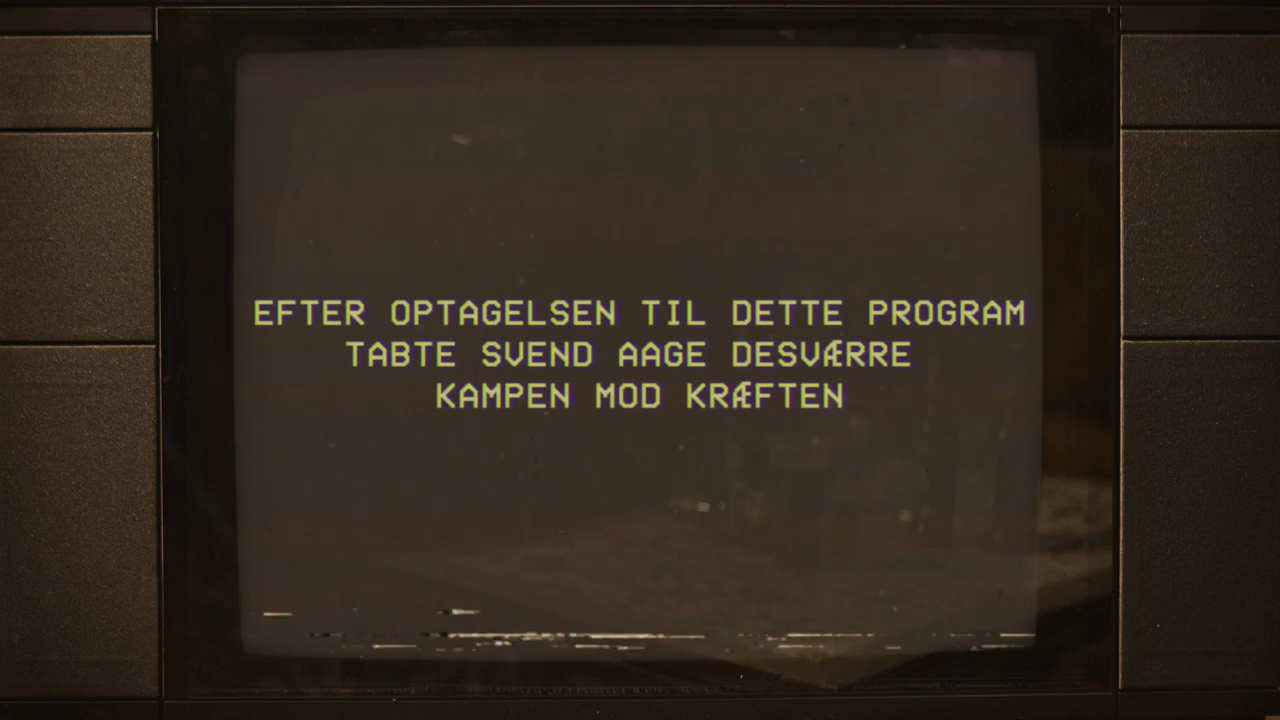 EFTER OPTAGELSEN TIL DETTE PROGRAM
TABTE SVEND AAGE DESVÆRRE
KAMPEN MOD KRÆFTEN